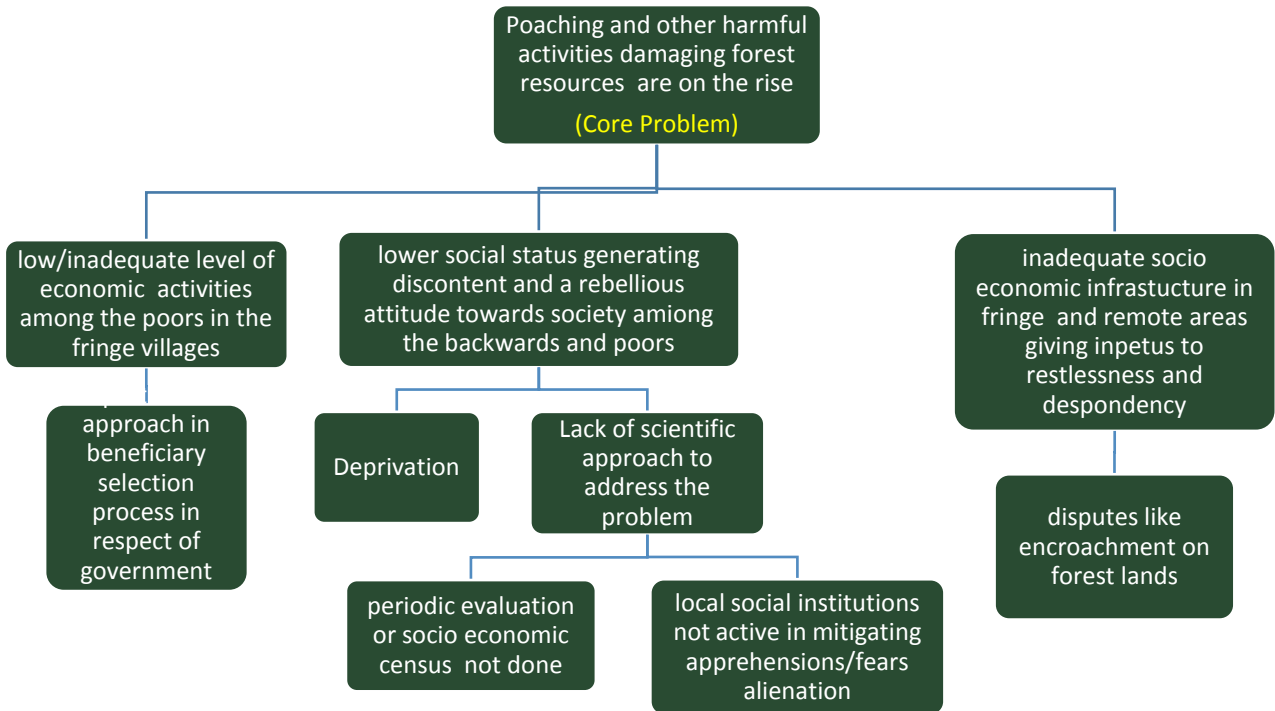 Poaching and other harmful
activities damaging forest
resources are on the rise
(Core Problem)
low/inadequate level of
economic activities
among the poors in the
fringe villages
lower social status generating
discontent and a rebellious
attitude towards society amiong
the backwards and poors
inadequate socio
economic infrastucture in
fringe and remote areas
giving inpetus to
restlessness and
despondency
approach in
beneficiary
selection
process in
respect of
government
Deprivation
Lack of scientific
approach to
address the
problem
disputes like
encroachment on
forest lands
periodic evaluation
or socio economic
census not done
local social institutions
not active in mitigating
apprehensions/fears
alienation